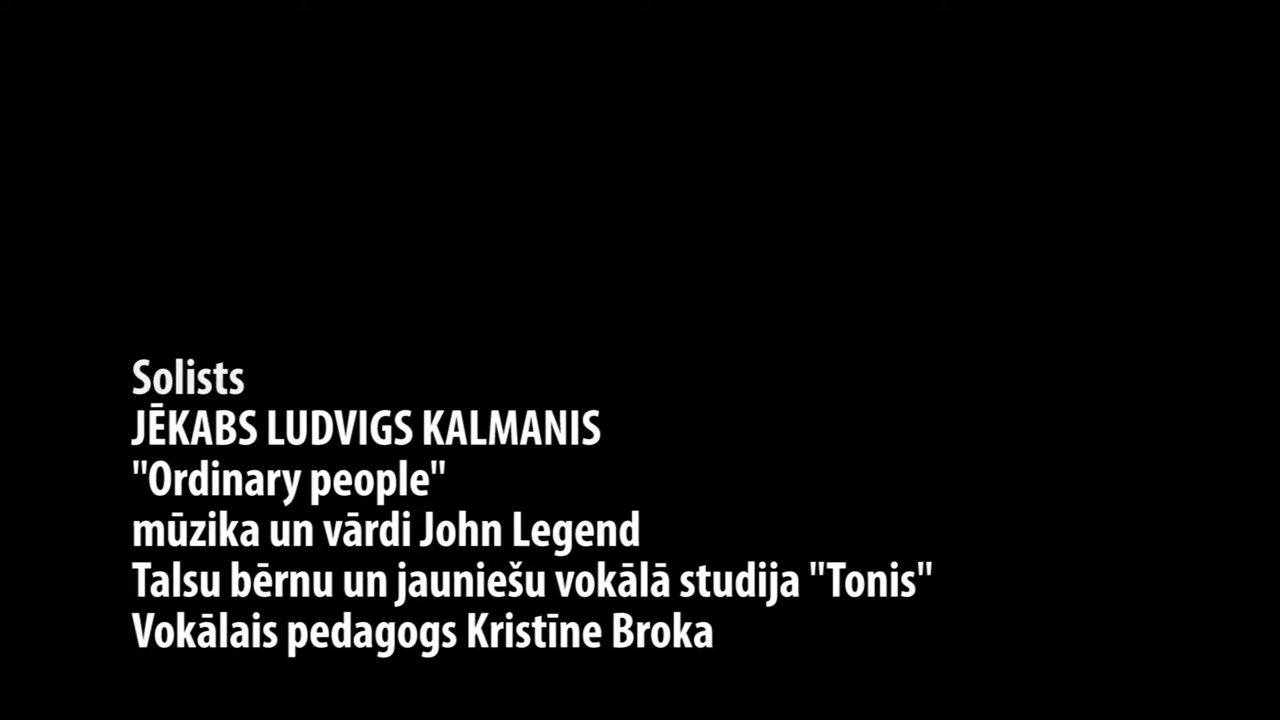 Solists
JĒKABS LUDVIGS KALMANIS
"Ordinary people"
mūzika un vārdi John Legend
Talsu bērnu un jauniešu vokālā studija "Tonis"
Vokālais pedagogs Kristīne Broka